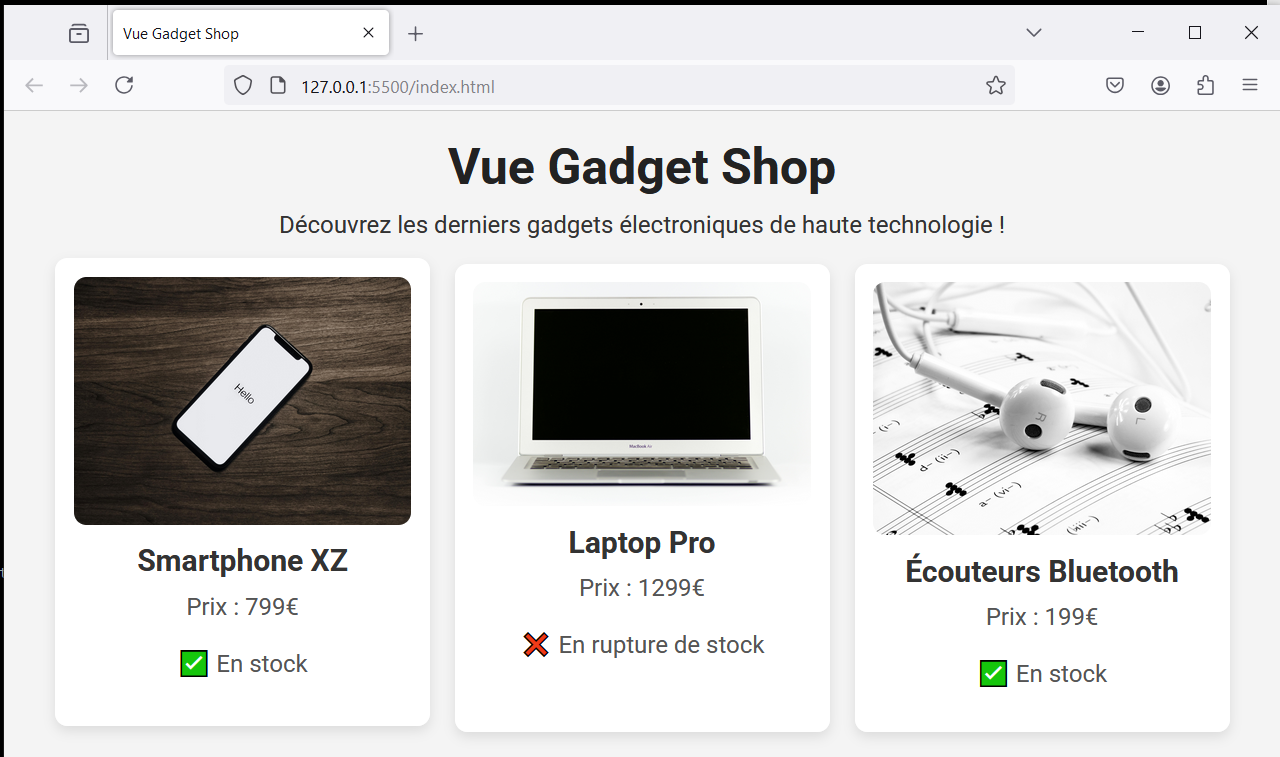 Vue Gadget Shop
127.0.0.1:5500/index.html
Vue Gadget Shop
Découvrez les derniers gadgets électroniques de haute technologie !
Hello
Smartphone XZ
Prix : 799€
✅ En stock
MacBook Air
Laptop Pro
Prix : 1299€
❌ En rupture de stock
R
L
d– (ii–)
a– (vi–)
Écouteurs Bluetooth
Prix : 199€
✅ En stock